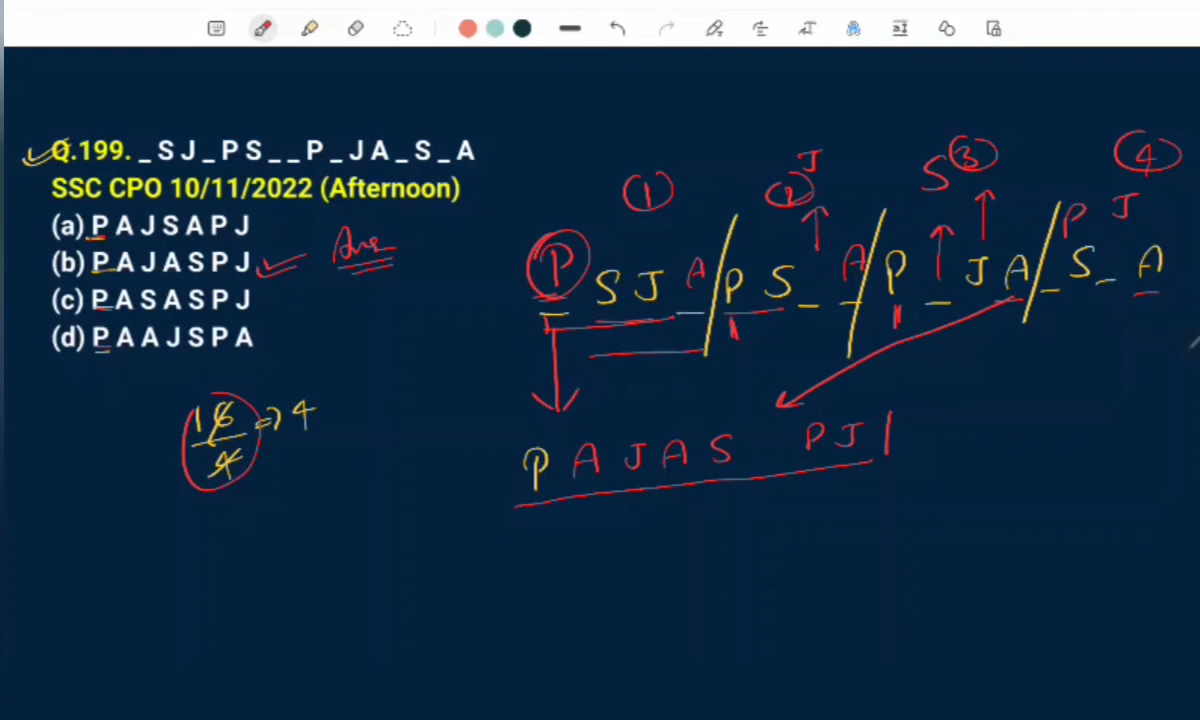 Q.199. _ S J _ P S _ _ P _ J A _ S _ A
SSC CPO 10/11/2022 (Afternoon)
(a) P A J S A P J
(b) P A J A S P J Ans
(c) P A S A S P J
(d) P A A J S P A
1 2 J S 3 4
P S J A / P S _ A / P _ J A / _ S _ A
P J
16/4 => 4
P A J A S P J